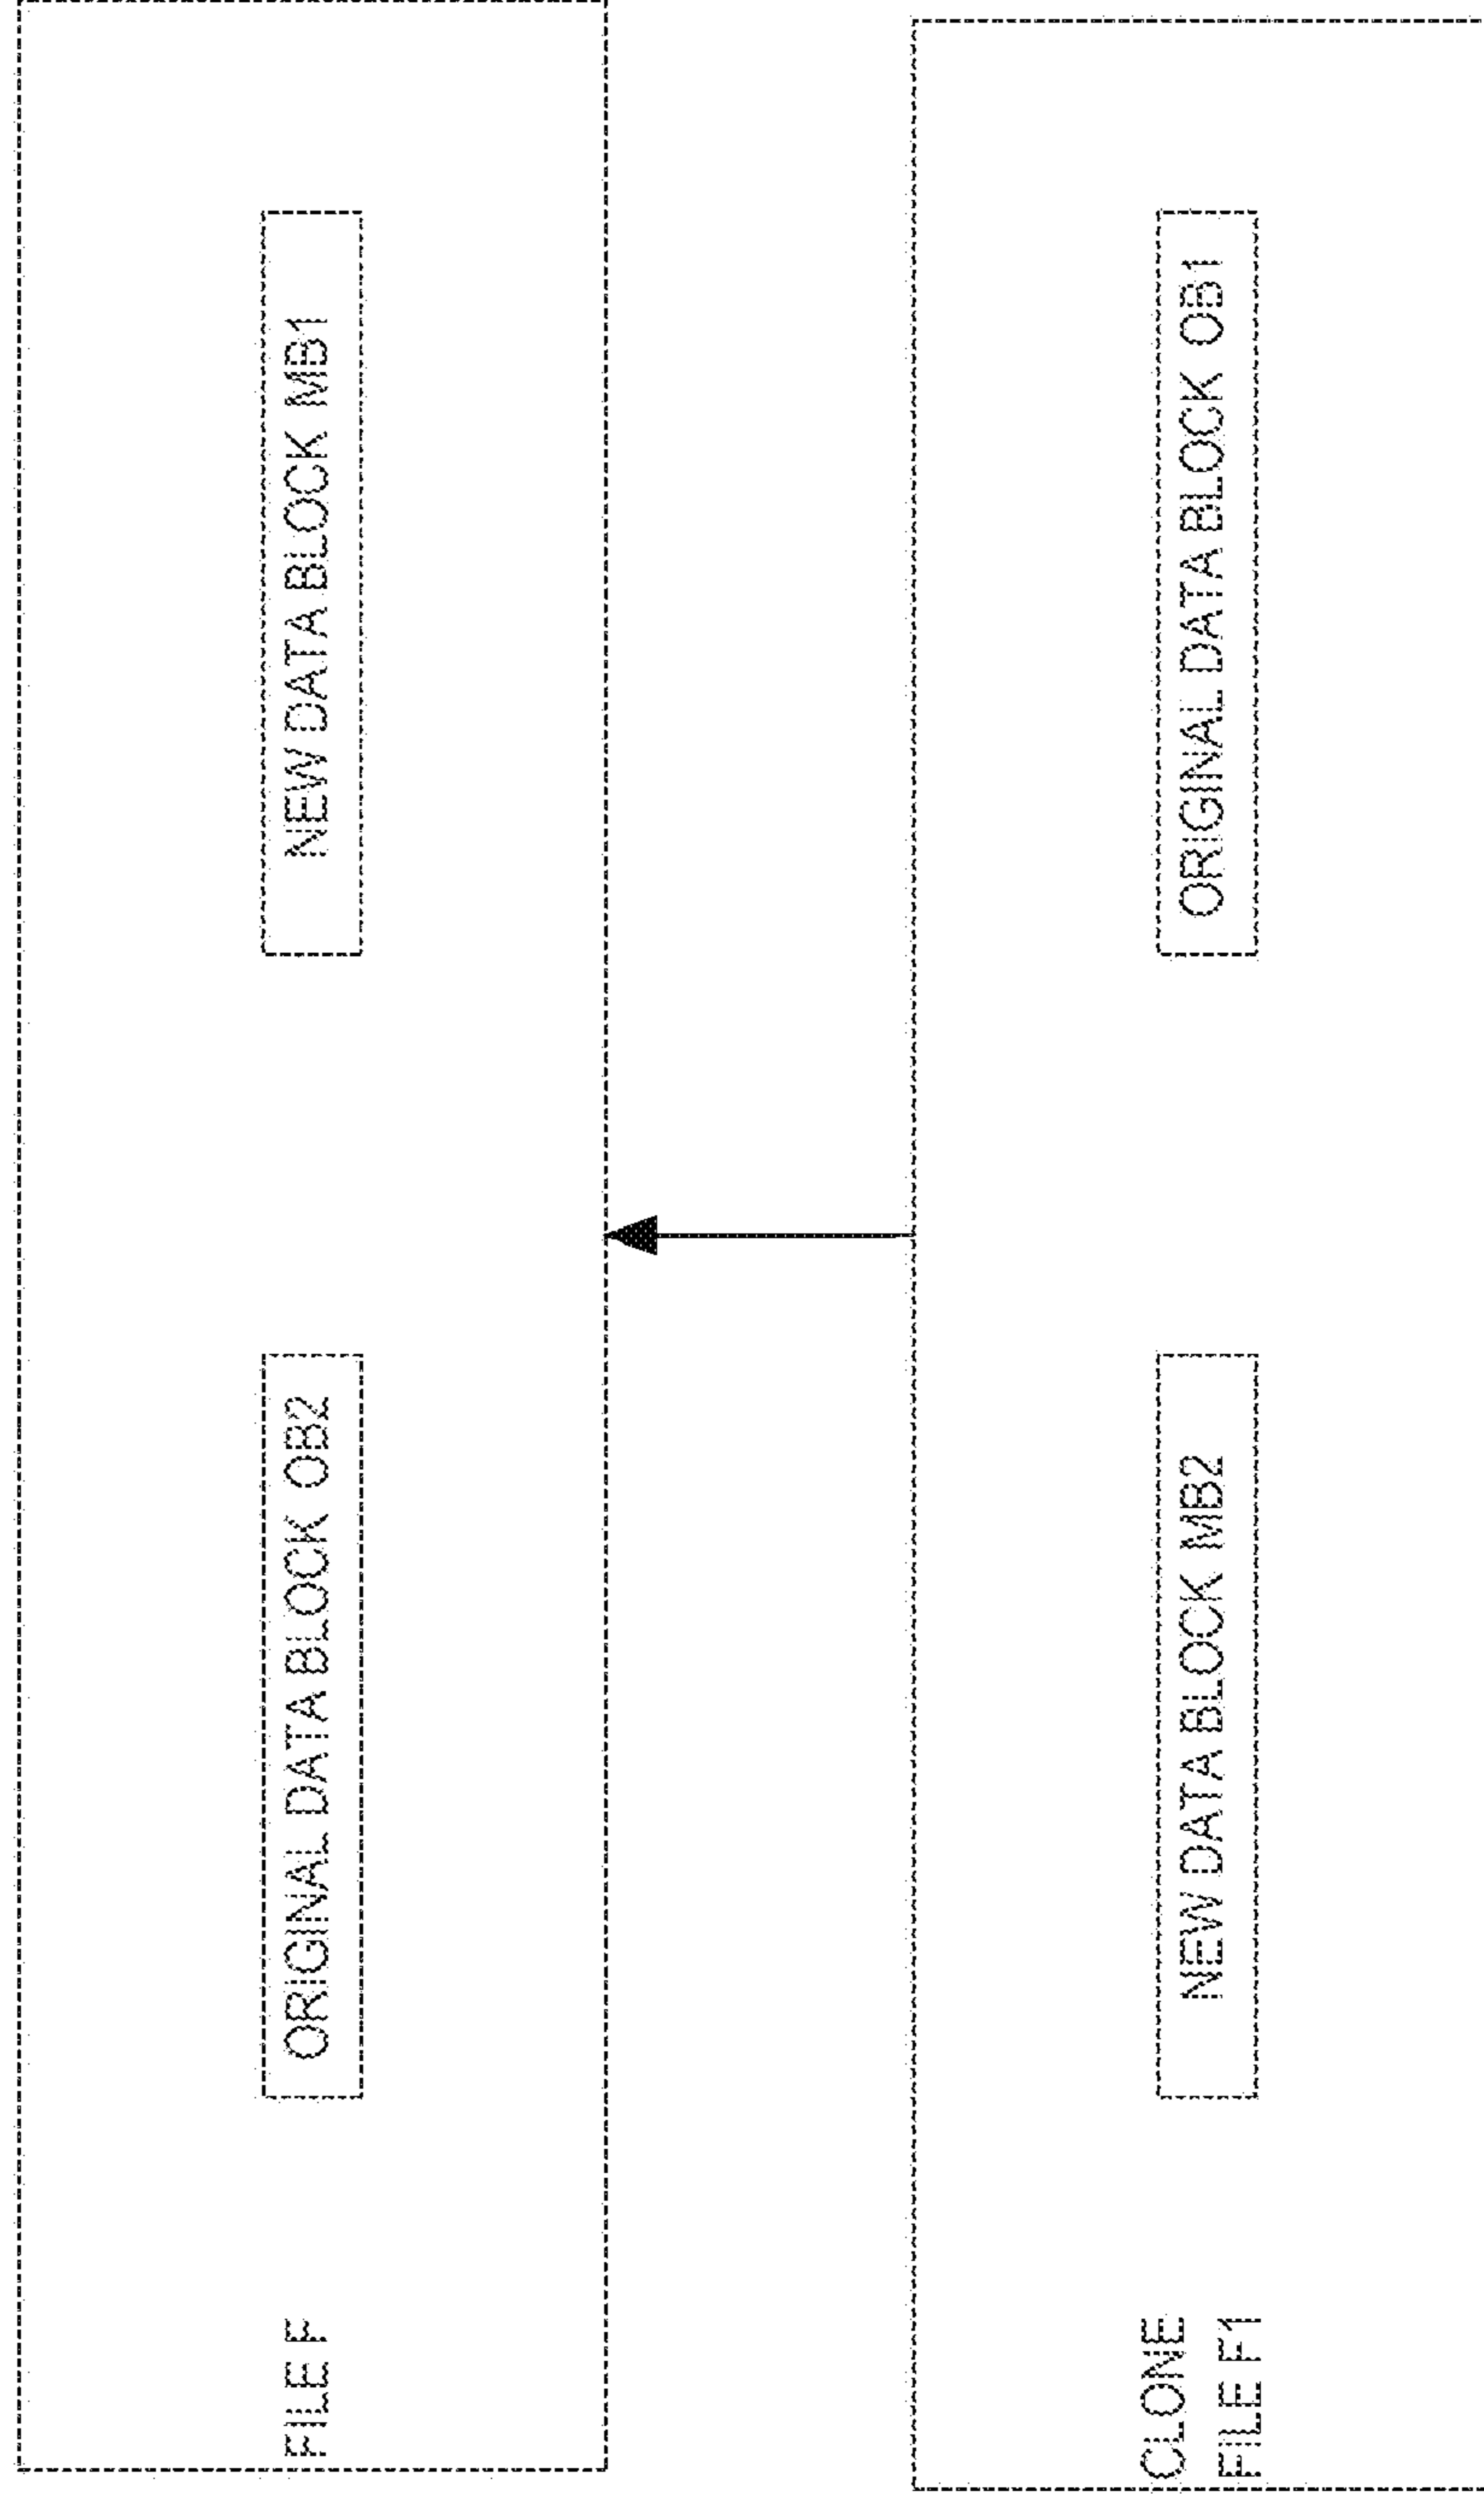 FILE F
ORIGINAL DATA BLOCK OB2
NEW DATA BLOCK MB1
CLONE
FILE F1
NEW DATA BLOCK MB2
ORIGINAL DATA BLOCK OB1